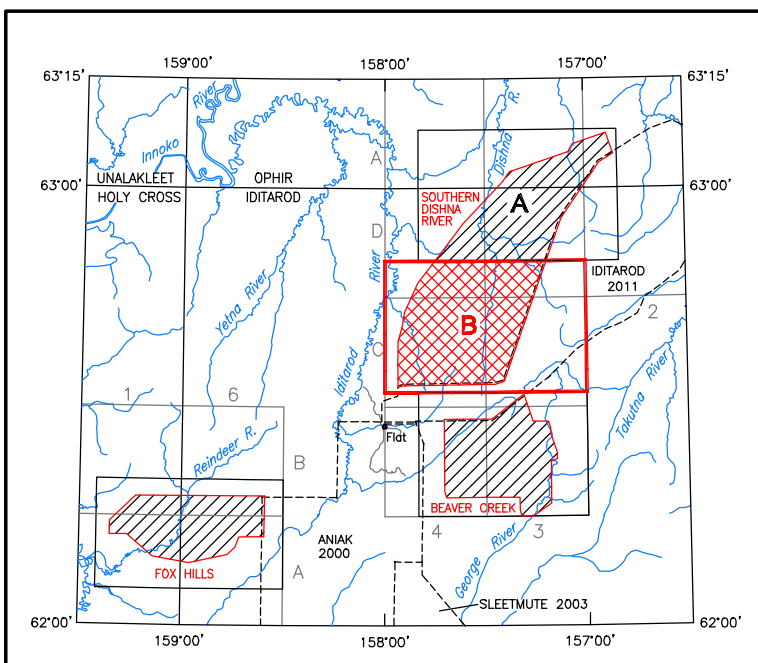 159°00' 158°00' 157°00'
63°15' 63°15'
River
Dishna R.
Innoko
A
UNALAKLEET OPHIR
63°00' 63°00'
HOLY CROSS IDITAROD
SOUTHERN
DISHNA
RIVER
A
D
River
IDITAROD
2011
Yetna River
B
2
C
Iditarod
Takutna River
1 6
Flat
Reindeer R.
B
BEAVER CREEK
4 3
ANIAK
2000
George River
FOX HILLS
A
SLEETMUTE 2003
62°00' 62°00'
159°00' 158°00' 157°00'